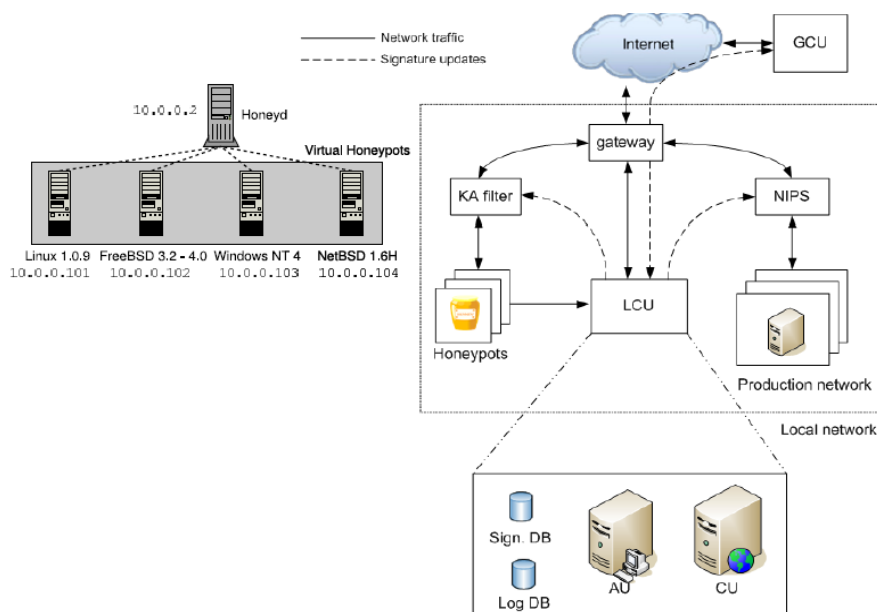 Network traffic
Signature updates
Internet
GCU
10.0.0.2
Honeyd
Virtual Honeypots
gateway
KA filter
NIPS
Linux 1.0.9 FreeBSD 3.2 - 4.0 Windows NT 4 NetBSD 1.6H
10.0.0.101 10.0.0.102 10.0.0.103 10.0.0.104
LCU
Honeypots
Production network
Local network
Sign. DB
AU
CU
Log DB